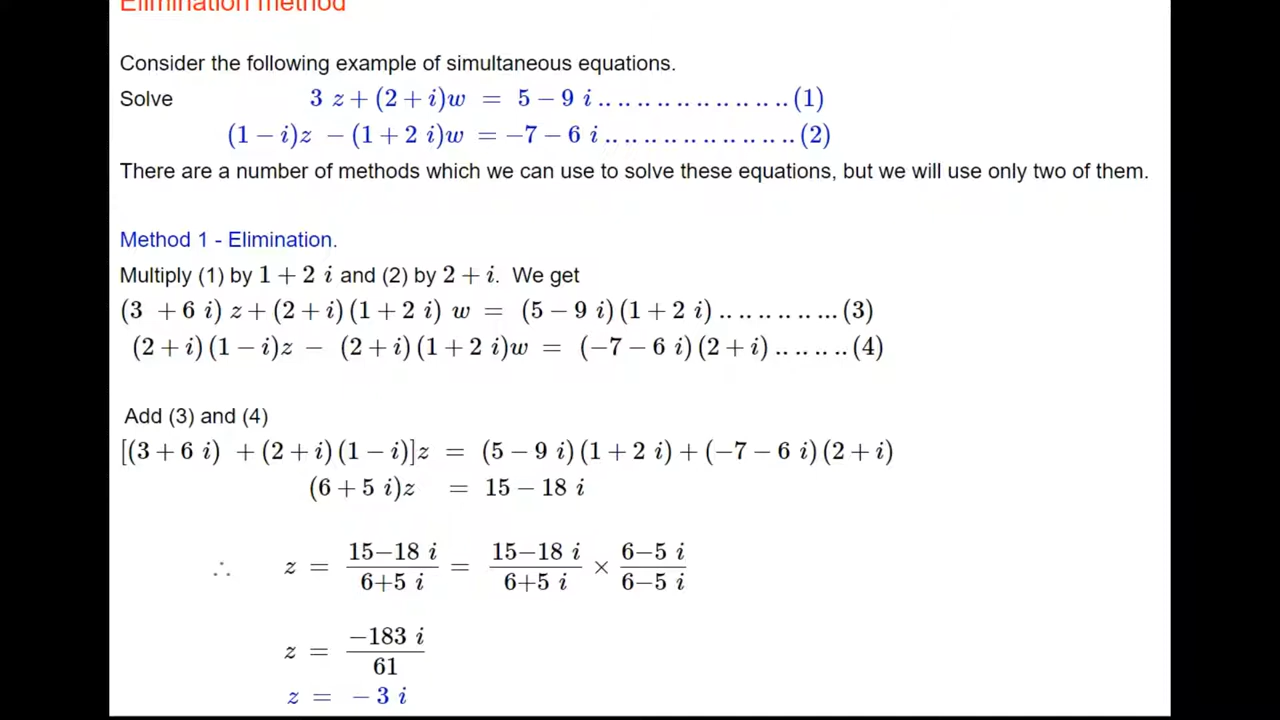 Elimination method
Consider the following example of simultaneous equations.
Solve 3 z + (2 + i)w = 5 − 9 i .. .. .. .. .. .. .. .. .. .. (1)
(1 − i)z − (1 + 2 i)w = −7 − 6 i .. .. .. .. .. .. .. .. .. .. (2)
There are a number of methods which we can use to solve these equations, but we will use only two of them.
Method 1 - Elimination.
Multiply (1) by 1 + 2 i and (2) by 2 + i. We get
(3 + 6 i) z + (2 + i) (1 + 2 i) w = (5 − 9 i) (1 + 2 i) .. .. .. .. .. ... (3)
(2 + i) (1 − i)z − (2 + i) (1 + 2 i)w = (−7 − 6 i) (2 + i) .. .. .. .. (4)
Add (3) and (4)
[(3 + 6 i) + (2 + i) (1 − i)]z = (5 − 9 i) (1 + 2 i) + (−7 − 6 i) (2 + i)
(6 + 5 i)z = 15 − 18 i
∴ z = 15−18 i / 6+5 i = 15−18 i / 6+5 i × 6−5 i / 6−5 i
z = −183 i / 61
z = − 3 i